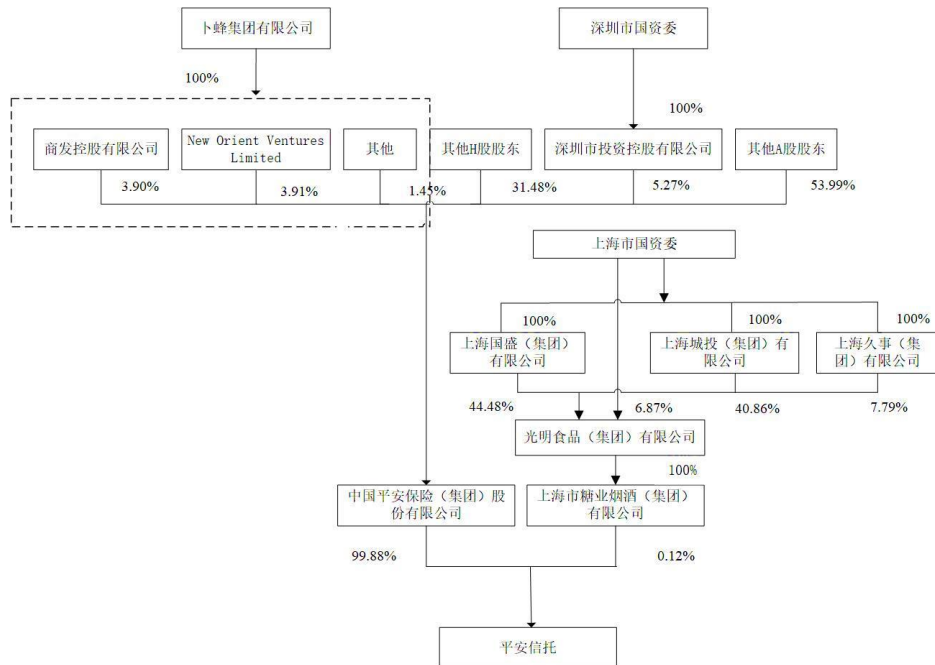 卜蜂集团有限公司
深圳市国资委
100%
100%
商发控股有限公司
New Orient Ventures
Limited
其他
其他H股股东
深圳市投资控股有限公司
其他A股股东
3.90%
3.91%
1.45%
31.48%
5.27%
53.99%
上海市国资委
100%
100%
100%
上海国盛（集团）
有限公司
上海城投（集团）有
限公司
上海久事（集
团）有限公司
44.48%
6.87%
40.86%
7.79%
光明食品（集团）有限公司
100%
中国平安保险（集团）股
份有限公司
上海市糖业烟酒（集团）
有限公司
99.88%
0.12%
平安信托